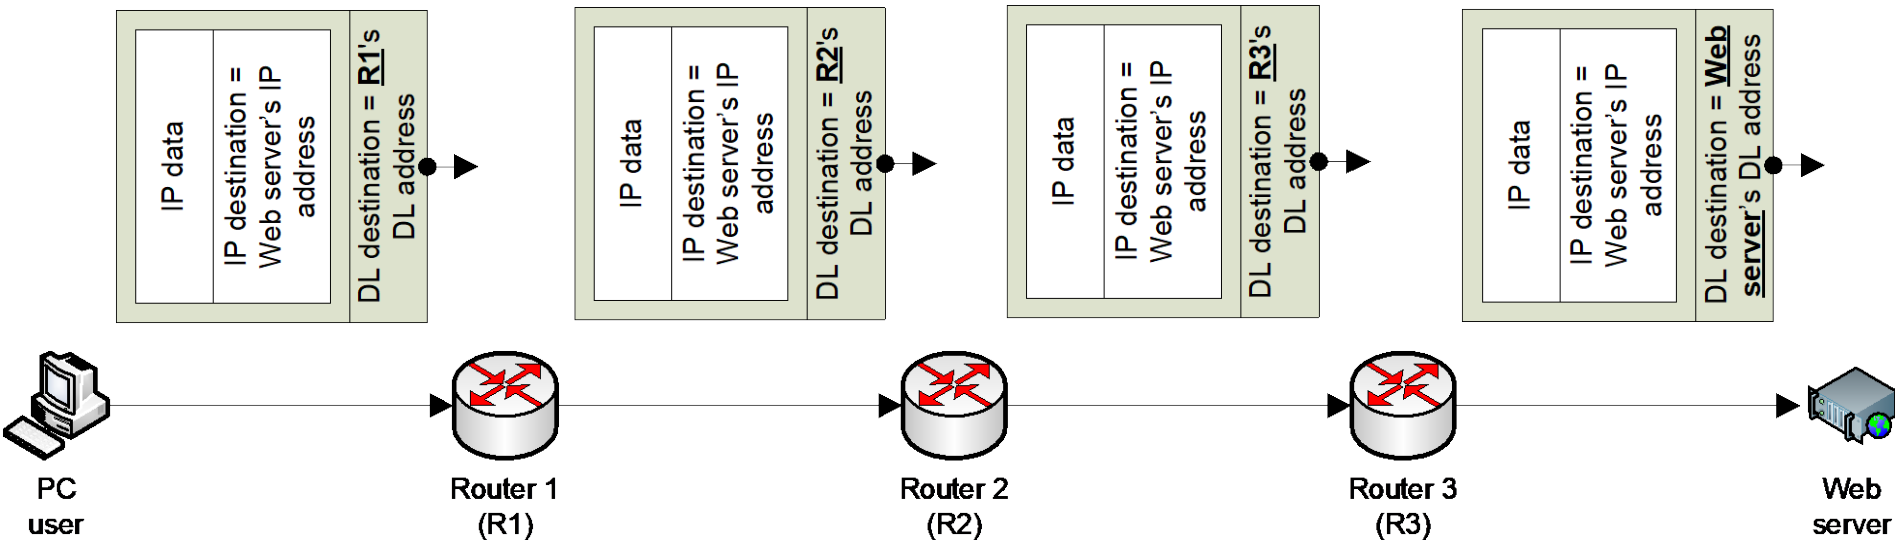 IP data
IP destination =
Web server's IP
address
DL destination = R1's
DL address
IP data
IP destination =
Web server's IP
address
DL destination = R2's
DL address
IP data
IP destination =
Web server's IP
address
DL destination = R3's
DL address
IP data
IP destination =
Web server's IP
address
DL destination = Web
server's DL address
PC
user
Router 1
(R1)
Router 2
(R2)
Router 3
(R3)
Web
server